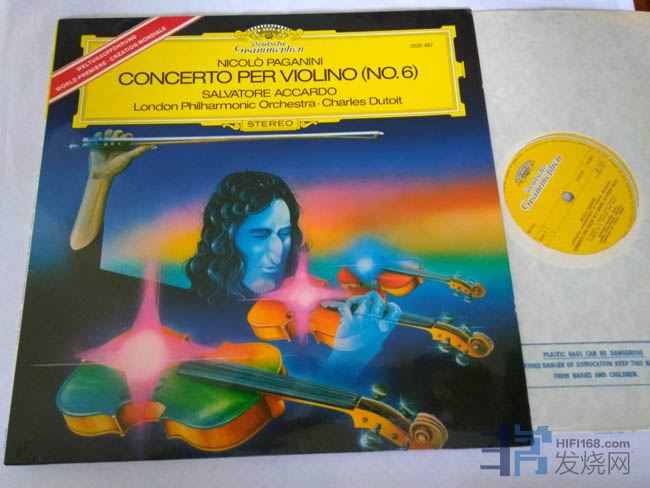 WELTURAUFFÜHRUNG
WORLD PREMIERE · CRÉATION MONDIALE
Deutsche
Grammophon
2530 467
NICOLÒ PAGANINI
CONCERTO PER VIOLINO (NO. 6)
SALVATORE ACCARDO
London Philharmonic Orchestra · Charles Dutoit
STEREO
Deutsche
Grammophon
PLASTIC BAGS CAN BE DANGEROUS
AVOID DANGER OF SUFFOCATION KEEP THIS BA
FROM BABIES AND CHILDREN.
HIFI168.com
发烧网